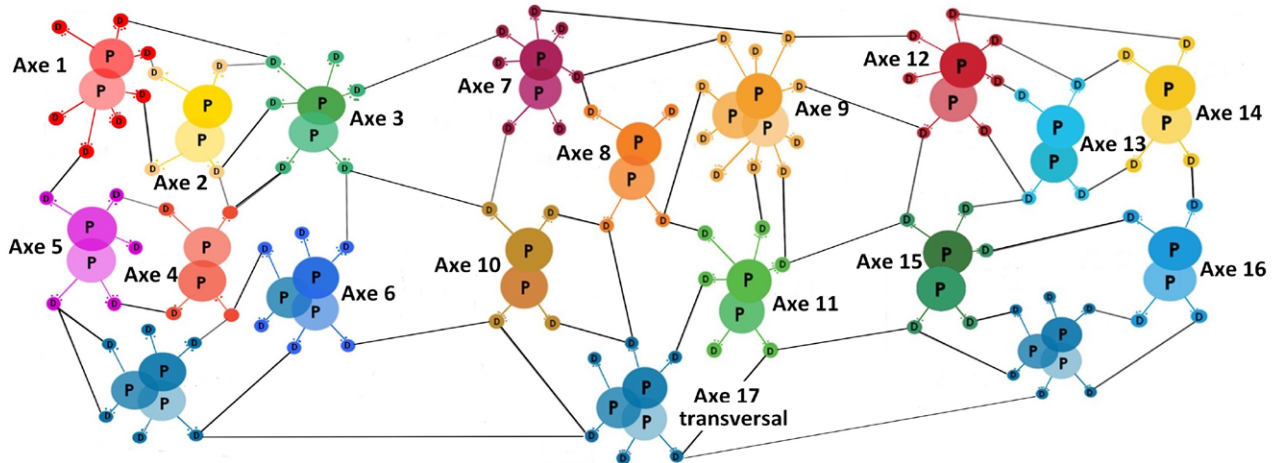 Axe 1
P
P
D D D D D D D
Axe 2
P
P
D D D D
Axe 3
P
P
D D D D D D
Axe 4
P
P
D D D D
Axe 5
P
P
D D D D D
Axe 6
P
P P
D D D D D D
Axe 7
P
P
D D D D D D
Axe 8
P
P
D D D D
Axe 9
P
P P
D D D D D D D D D
Axe 10
P
P
D D D D
Axe 11
P
P
D D D D D D
Axe 12
P
P
D D D D D D D
Axe 13
P
P
D D D D
Axe 14
P
P
D D D D
Axe 15
P
P
D D D D D
Axe 16
P
P
D D D D
P
P P
D D D D D D
Axe 17
transversal
P
P P
D D D D D D
P
P P
D D D D D D